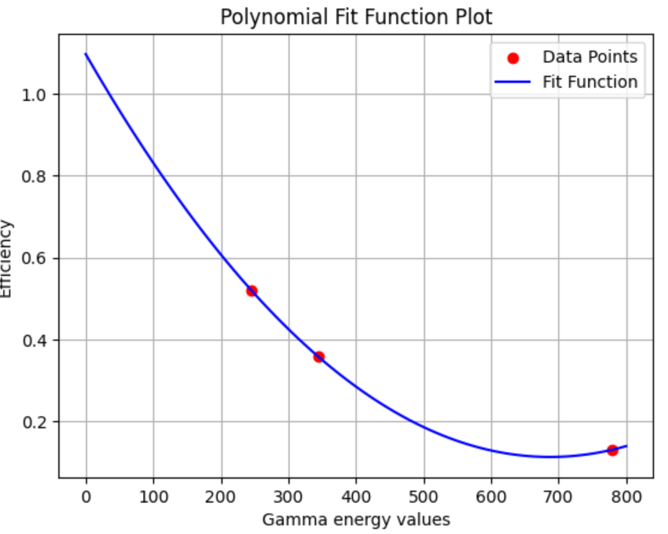 Polynomial Fit Function Plot
Data Points
Fit Function
1.0
0.8
0.6
0.4
0.2
Efficiency
0 100 200 300 400 500 600 700 800
Gamma energy values